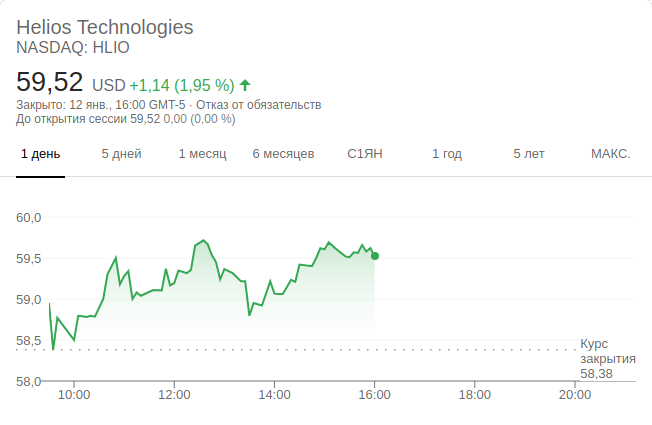 Helios Technologies
NASDAQ: HLIO
59,52 USD +1,14 (1,95 %)
Закрыто: 12 янв., 16:00 GMT-5 · Отказ от обязательств
До открытия сессии 59,52 0,00 (0,00 %)
1 день 5 дней 1 месяц 6 месяцев С1ЯН 1 год 5 лет МАКС.
60,0
59,5
59,0
58,5
Курс
закрытия
58,38
58,0
10:00 12:00 14:00 16:00 18:00 20:00